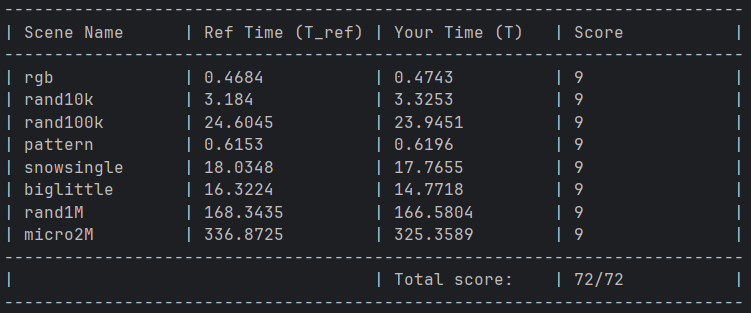 --------------------------------------------------------------------------
| Scene Name      | Ref Time (T_ref) | Your Time (T)   | Score           |
--------------------------------------------------------------------------
| rgb             | 0.4684           | 0.4743          | 9               |
| rand10k         | 3.184            | 3.3253          | 9               |
| rand100k        | 24.6045          | 23.9451         | 9               |
| pattern         | 0.6153           | 0.6196          | 9               |
| snowsingle      | 18.0348          | 17.7655         | 9               |
| biglittle       | 16.3224          | 14.7718         | 9               |
| rand1M          | 168.3435         | 166.5804        | 9               |
| micro2M         | 336.8725         | 325.3589        | 9               |
--------------------------------------------------------------------------
|                                    | Total score:    | 72/72           |
--------------------------------------------------------------------------